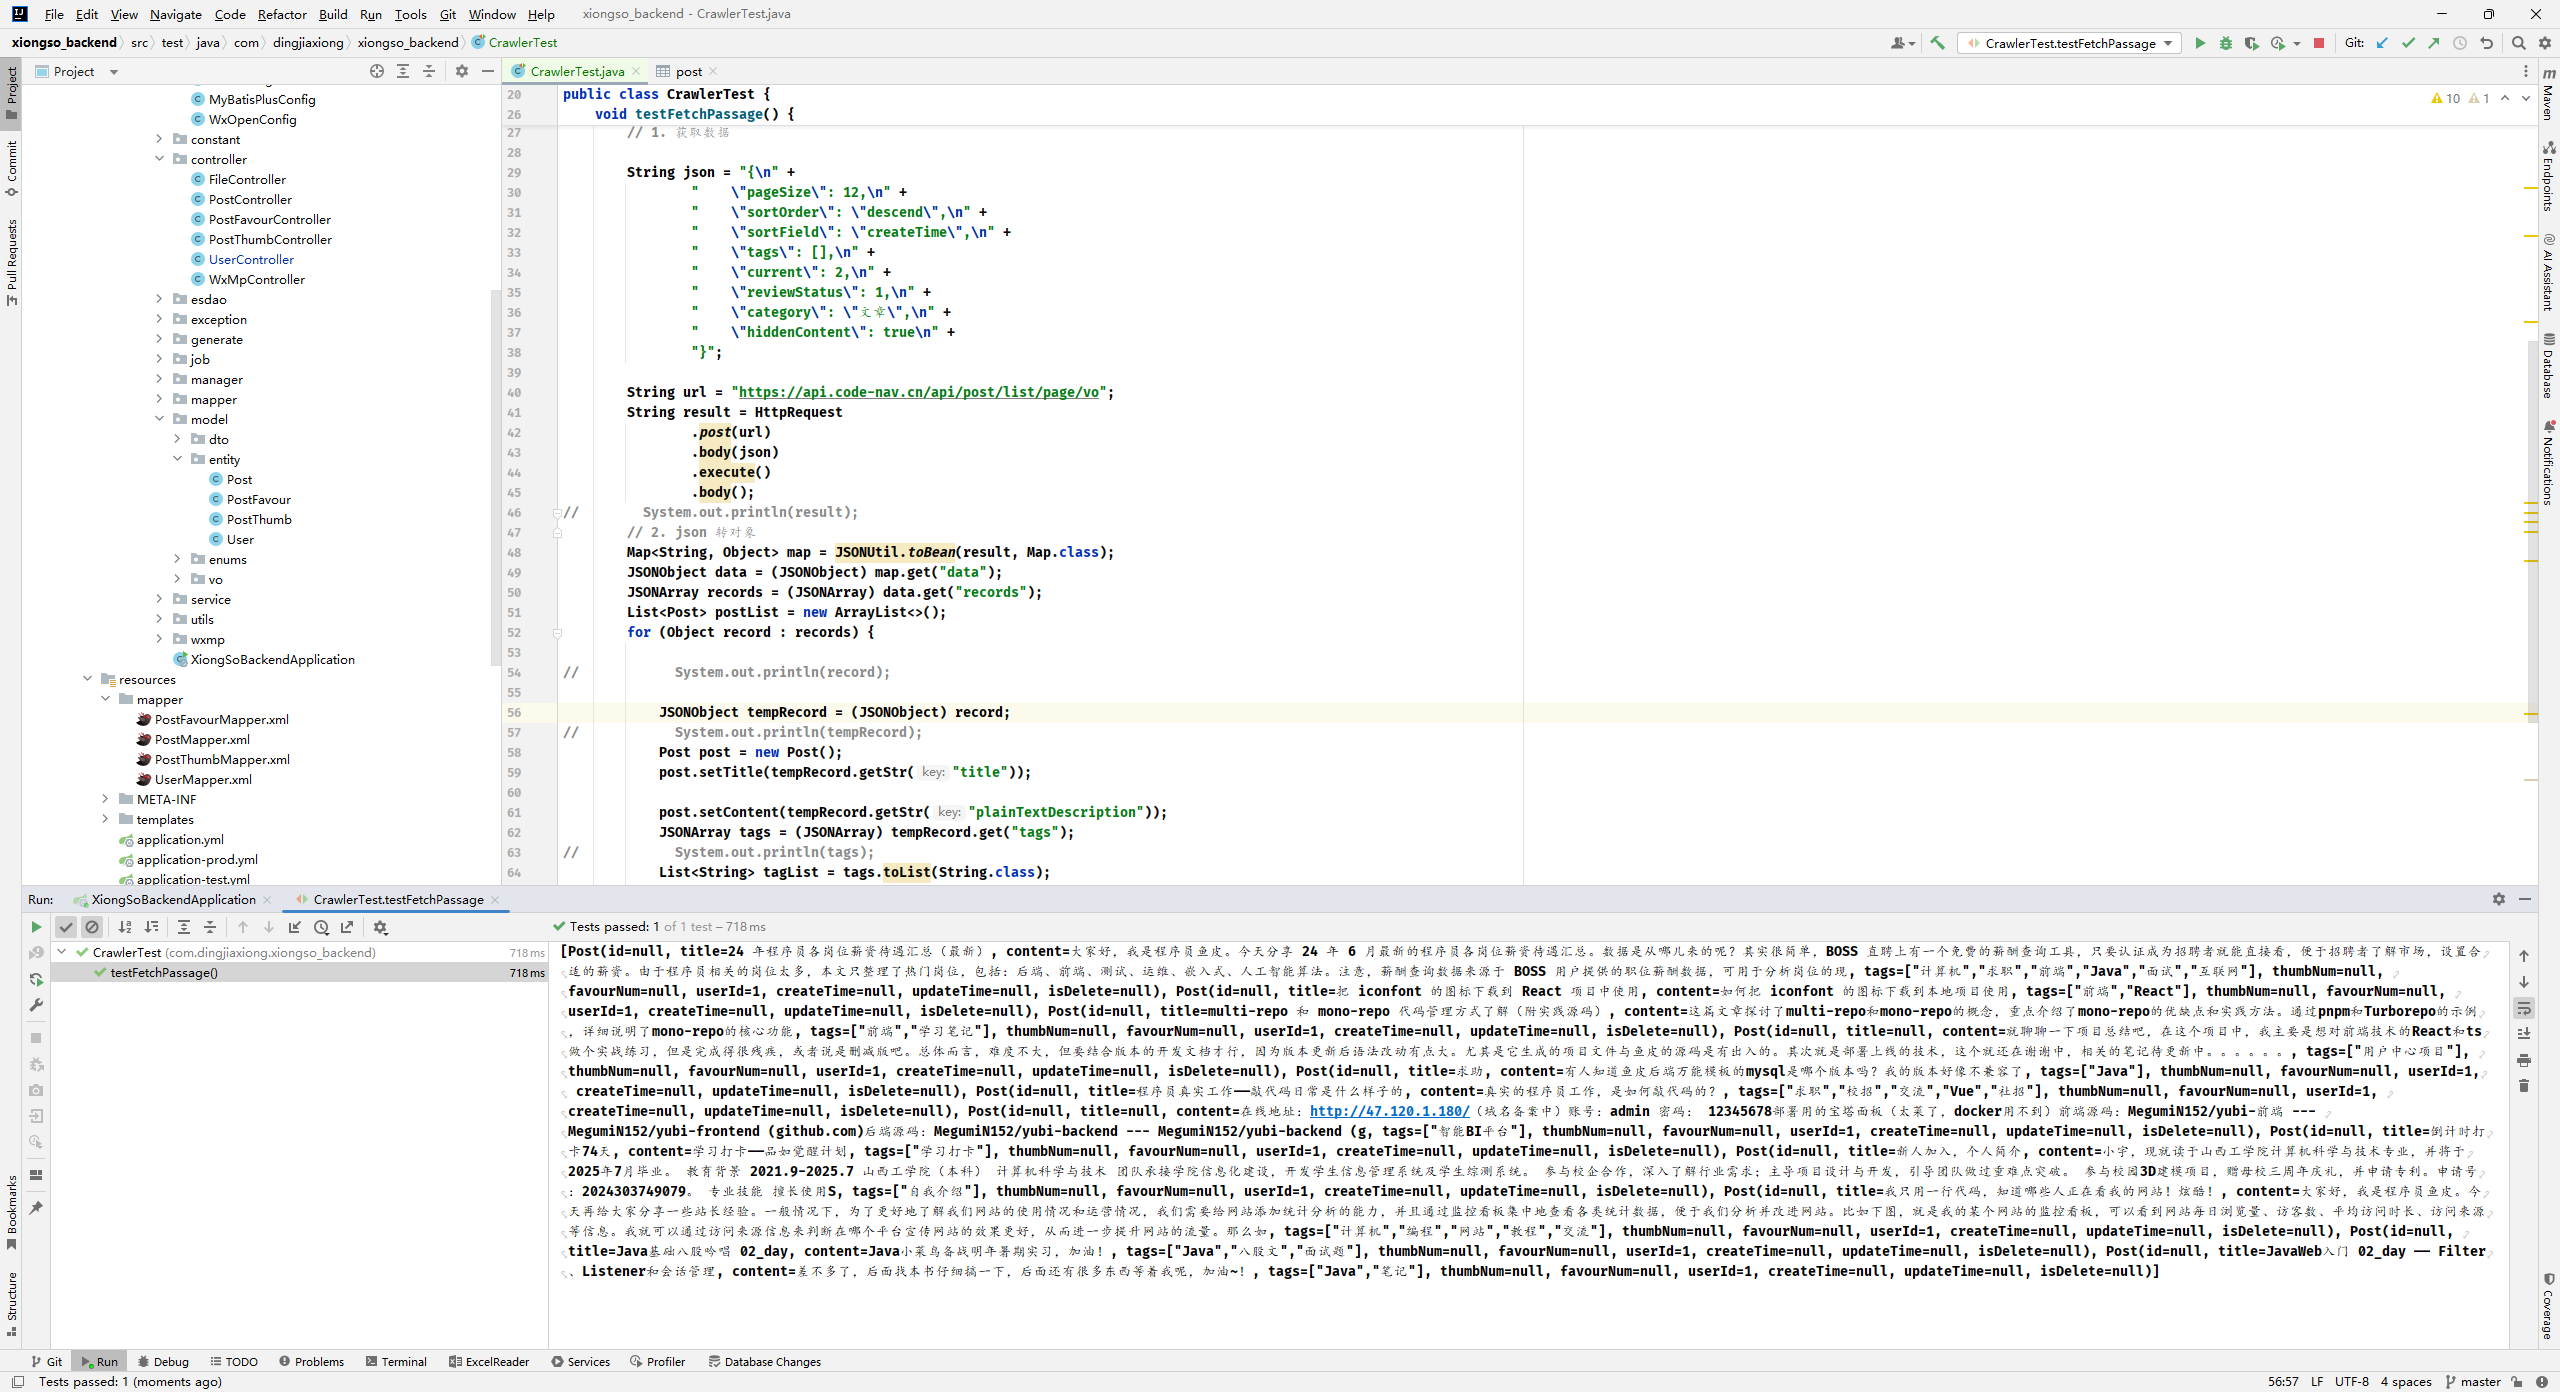 File Edit View Navigate Code Refactor Build Run Tools Git Window Help xiongso_backend - CrawlerTest.java
xiongso_backend src test java com dingjiaxiong xiongso_backend CrawlerTest
CrawlerTest.testFetchPassage Git:
Project
CrawlerTest.java post
MyBatisPlusConfig
WxOpenConfig
constant
controller
FileController
PostController
PostFavourController
PostThumbController
UserController
WxMpController
esdao
exception
generate
job
manager
mapper
model
dto
entity
Post
PostFavour
PostThumb
User
enums
vo
service
utils
wxmp
XiongSoBackendApplication
resources
mapper
PostFavourMapper.xml
PostMapper.xml
PostThumbMapper.xml
UserMapper.xml
META-INF
templates
application.yml
application-prod.yml
application-test.yml
Project
Commit
Pull Requests
Bookmarks
Structure
20 public class CrawlerTest {
26 void testFetchPassage() {
27 // 1. 获取数据
28
29 String json = "{\n" +
30 "    \"pageSize\": 12,\n" +
31 "    \"sortOrder\": \"descend\",\n" +
32 "    \"sortField\": \"createTime\",\n" +
33 "    \"tags\": [],\n" +
34 "    \"current\": 2,\n" +
35 "    \"reviewStatus\": 1,\n" +
36 "    \"category\": \"文章\",\n" +
37 "    \"hiddenContent\": true\n" +
38 "}";
39
40 String url = "https://api.code-nav.cn/api/post/list/page/vo";
41 String result = HttpRequest
42 .post(url)
43 .body(json)
44 .execute()
45 .body();
46 // System.out.println(result);
47 // 2. json 转对象
48 Map<String, Object> map = JSONUtil.toBean(result, Map.class);
49 JSONObject data = (JSONObject) map.get("data");
50 JSONArray records = (JSONArray) data.get("records");
51 List<Post> postList = new ArrayList<>();
52 for (Object record : records) {
53
54 // System.out.println(record);
55
56 JSONObject tempRecord = (JSONObject) record;
57 // System.out.println(tempRecord);
58 Post post = new Post();
59 post.setTitle(tempRecord.getStr( key: "title"));
60
61 post.setContent(tempRecord.getStr( key: "plainTextDescription"));
62 JSONArray tags = (JSONArray) tempRecord.get("tags");
63 // System.out.println(tags);
64 List<String> tagList = tags.toList(String.class);
10 1
Maven
Endpoints
AI Assistant
Database
Notifications
Coverage
Run: XiongSoBackendApplication CrawlerTest.testFetchPassage
Tests passed: 1 of 1 test – 718 ms
CrawlerTest (com.dingjiaxiong.xiongso_backend) 718 ms
testFetchPassage() 718 ms
[Post(id=null, title=24 年程序员各岗位薪资待遇汇总（最新）, content=大家好，我是程序员鱼皮。今天分享 24 年 6 月最新的程序员各岗位薪资待遇汇总。数据是从哪儿来的呢？其实很简单，BOSS 直聘上有一个免费的薪酬查询工具，只要认证成为招聘者就能直接看，便于招聘者了解市场，设置合
适的薪资。由于程序员相关的岗位太多，本文只整理了热门岗位，包括：后端、前端、测试、运维、嵌入式、人工智能算法。注意，薪酬查询数据来源于 BOSS 用户提供的职位薪酬数据，可用于分析岗位的现, tags=["计算机","求职","前端","Java","面试","互联网"], thumbNum=null,
favourNum=null, userId=1, createTime=null, updateTime=null, isDelete=null), Post(id=null, title=把 iconfont 的图标下载到 React 项目中使用, content=如何把 iconfont 的图标下载到本地项目使用, tags=["前端","React"], thumbNum=null, favourNum=null,
userId=1, createTime=null, updateTime=null, isDelete=null), Post(id=null, title=multi-repo 和 mono-repo 代码管理方式了解（附实践源码）, content=这篇文章探讨了multi-repo和mono-repo的概念，重点介绍了mono-repo的优缺点和实践方法。通过pnpm和Turborepo的示例
，详细说明了mono-repo的核心功能, tags=["前端","学习笔记"], thumbNum=null, favourNum=null, userId=1, createTime=null, updateTime=null, isDelete=null), Post(id=null, title=null, content=就聊聊一下项目总结吧，在这个项目中，我主要是想对前端技术的React和ts
做个实战练习，但是完成得很残疾，或者说是删减版吧。总体而言，难度不大，但要结合版本的开发文档才行，因为版本更新后语法改动有点大。尤其是它生成的项目文件与鱼皮的源码是有出入的。其次就是部署上线的技术，这个就还在谢谢中，相关的笔记待更新中。。。。。。, tags=["用户中心项目"],
thumbNum=null, favourNum=null, userId=1, createTime=null, updateTime=null, isDelete=null), Post(id=null, title=求助, content=有人知道鱼皮后端万能模板的mysql是哪个版本吗？我的版本好像不兼容了, tags=["Java"], thumbNum=null, favourNum=null, userId=1,
createTime=null, updateTime=null, isDelete=null), Post(id=null, title=程序员真实工作——敲代码日常是什么样子的, content=真实的程序员工作，是如何敲代码的？, tags=["求职","校招","交流","Vue","社招"], thumbNum=null, favourNum=null, userId=1,
createTime=null, updateTime=null, isDelete=null), Post(id=null, title=null, content=在线地址：http://47.120.1.180/（域名备案中）账号：admin 密码： 12345678部署用的宝塔面板（太菜了，docker用不到）前端源码：MegumiN152/yubi-前端 ---
MegumiN152/yubi-frontend (github.com)后端源码：MegumiN152/yubi-backend --- MegumiN152/yubi-backend (g, tags=["智能BI平台"], thumbNum=null, favourNum=null, userId=1, createTime=null, updateTime=null, isDelete=null), Post(id=null, title=倒计时打
卡74天, content=学习打卡——品如觉醒计划, tags=["学习打卡"], thumbNum=null, favourNum=null, userId=1, createTime=null, updateTime=null, isDelete=null), Post(id=null, title=新人加入，个人简介, content=小宇，现就读于山西工学院计算机科学与技术专业，并将于
2025年7月毕业。 教育背景 2021.9-2025.7 山西工学院（本科） 计算机科学与技术 团队承接学院信息化建设，开发学生信息管理系统及学生综测系统。 参与校企合作，深入了解行业需求；主导项目设计与开发，引导团队做过重难点突破。 参与校园3D建模项目，赠母校三周年庆礼，并申请专利。申请号
：2024303749079。 专业技能 擅长使用S, tags=["自我介绍"], thumbNum=null, favourNum=null, userId=1, createTime=null, updateTime=null, isDelete=null), Post(id=null, title=我只用一行代码，知道哪些人正在看我的网站！炫酷！, content=大家好，我是程序员鱼皮。今
天再给大家分享一些站长经验。一般情况下，为了更好地了解我们网站的使用情况和运营情况，我们需要给网站添加统计分析的能力，并且通过监控看板集中地查看各类统计数据，便于我们分析并改进网站。比如下图，就是我的某个网站的监控看板，可以看到网站每日浏览量、访客数、平均访问时长、访问来源
等信息。我就可以通过访问来源信息来判断在哪个平台宣传网站的效果更好，从而进一步提升网站的流量。那么如, tags=["计算机","编程","网站","教程","交流"], thumbNum=null, favourNum=null, userId=1, createTime=null, updateTime=null, isDelete=null), Post(id=null,
title=Java基础八股吟唱 02_day, content=Java小菜鸟备战明年暑期实习，加油！, tags=["Java","八股文","面试题"], thumbNum=null, favourNum=null, userId=1, createTime=null, updateTime=null, isDelete=null), Post(id=null, title=JavaWeb入门 02_day —— Filter
、Listener和会话管理, content=差不多了，后面找本书仔细搞一下，后面还有很多东西等着我呢，加油~！, tags=["Java","笔记"], thumbNum=null, favourNum=null, userId=1, createTime=null, updateTime=null, isDelete=null)]
Git Run Debug TODO Problems Terminal ExcelReader Services Profiler Database Changes
Tests passed: 1 (moments ago) 56:57 LF UTF-8 4 spaces master